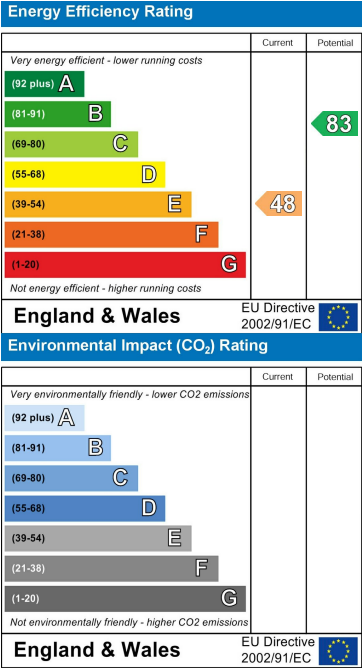 Energy Efficiency Rating
Current Potential
Very energy efficient - lower running costs
(92 plus) A
(81-91) B
83
(69-80) C
(55-68) D
(39-54) E
48
(21-38) F
(1-20) G
Not energy efficient - higher running costs
England & Wales
EU Directive
2002/91/EC
Environmental Impact (CO₂) Rating
Current Potential
Very environmentally friendly - lower CO2 emissions
(92 plus) A
(81-91) B
(69-80) C
(55-68) D
(39-54) E
(21-38) F
(1-20) G
Not environmentally friendly - higher CO2 emissions
England & Wales
EU Directive
2002/91/EC